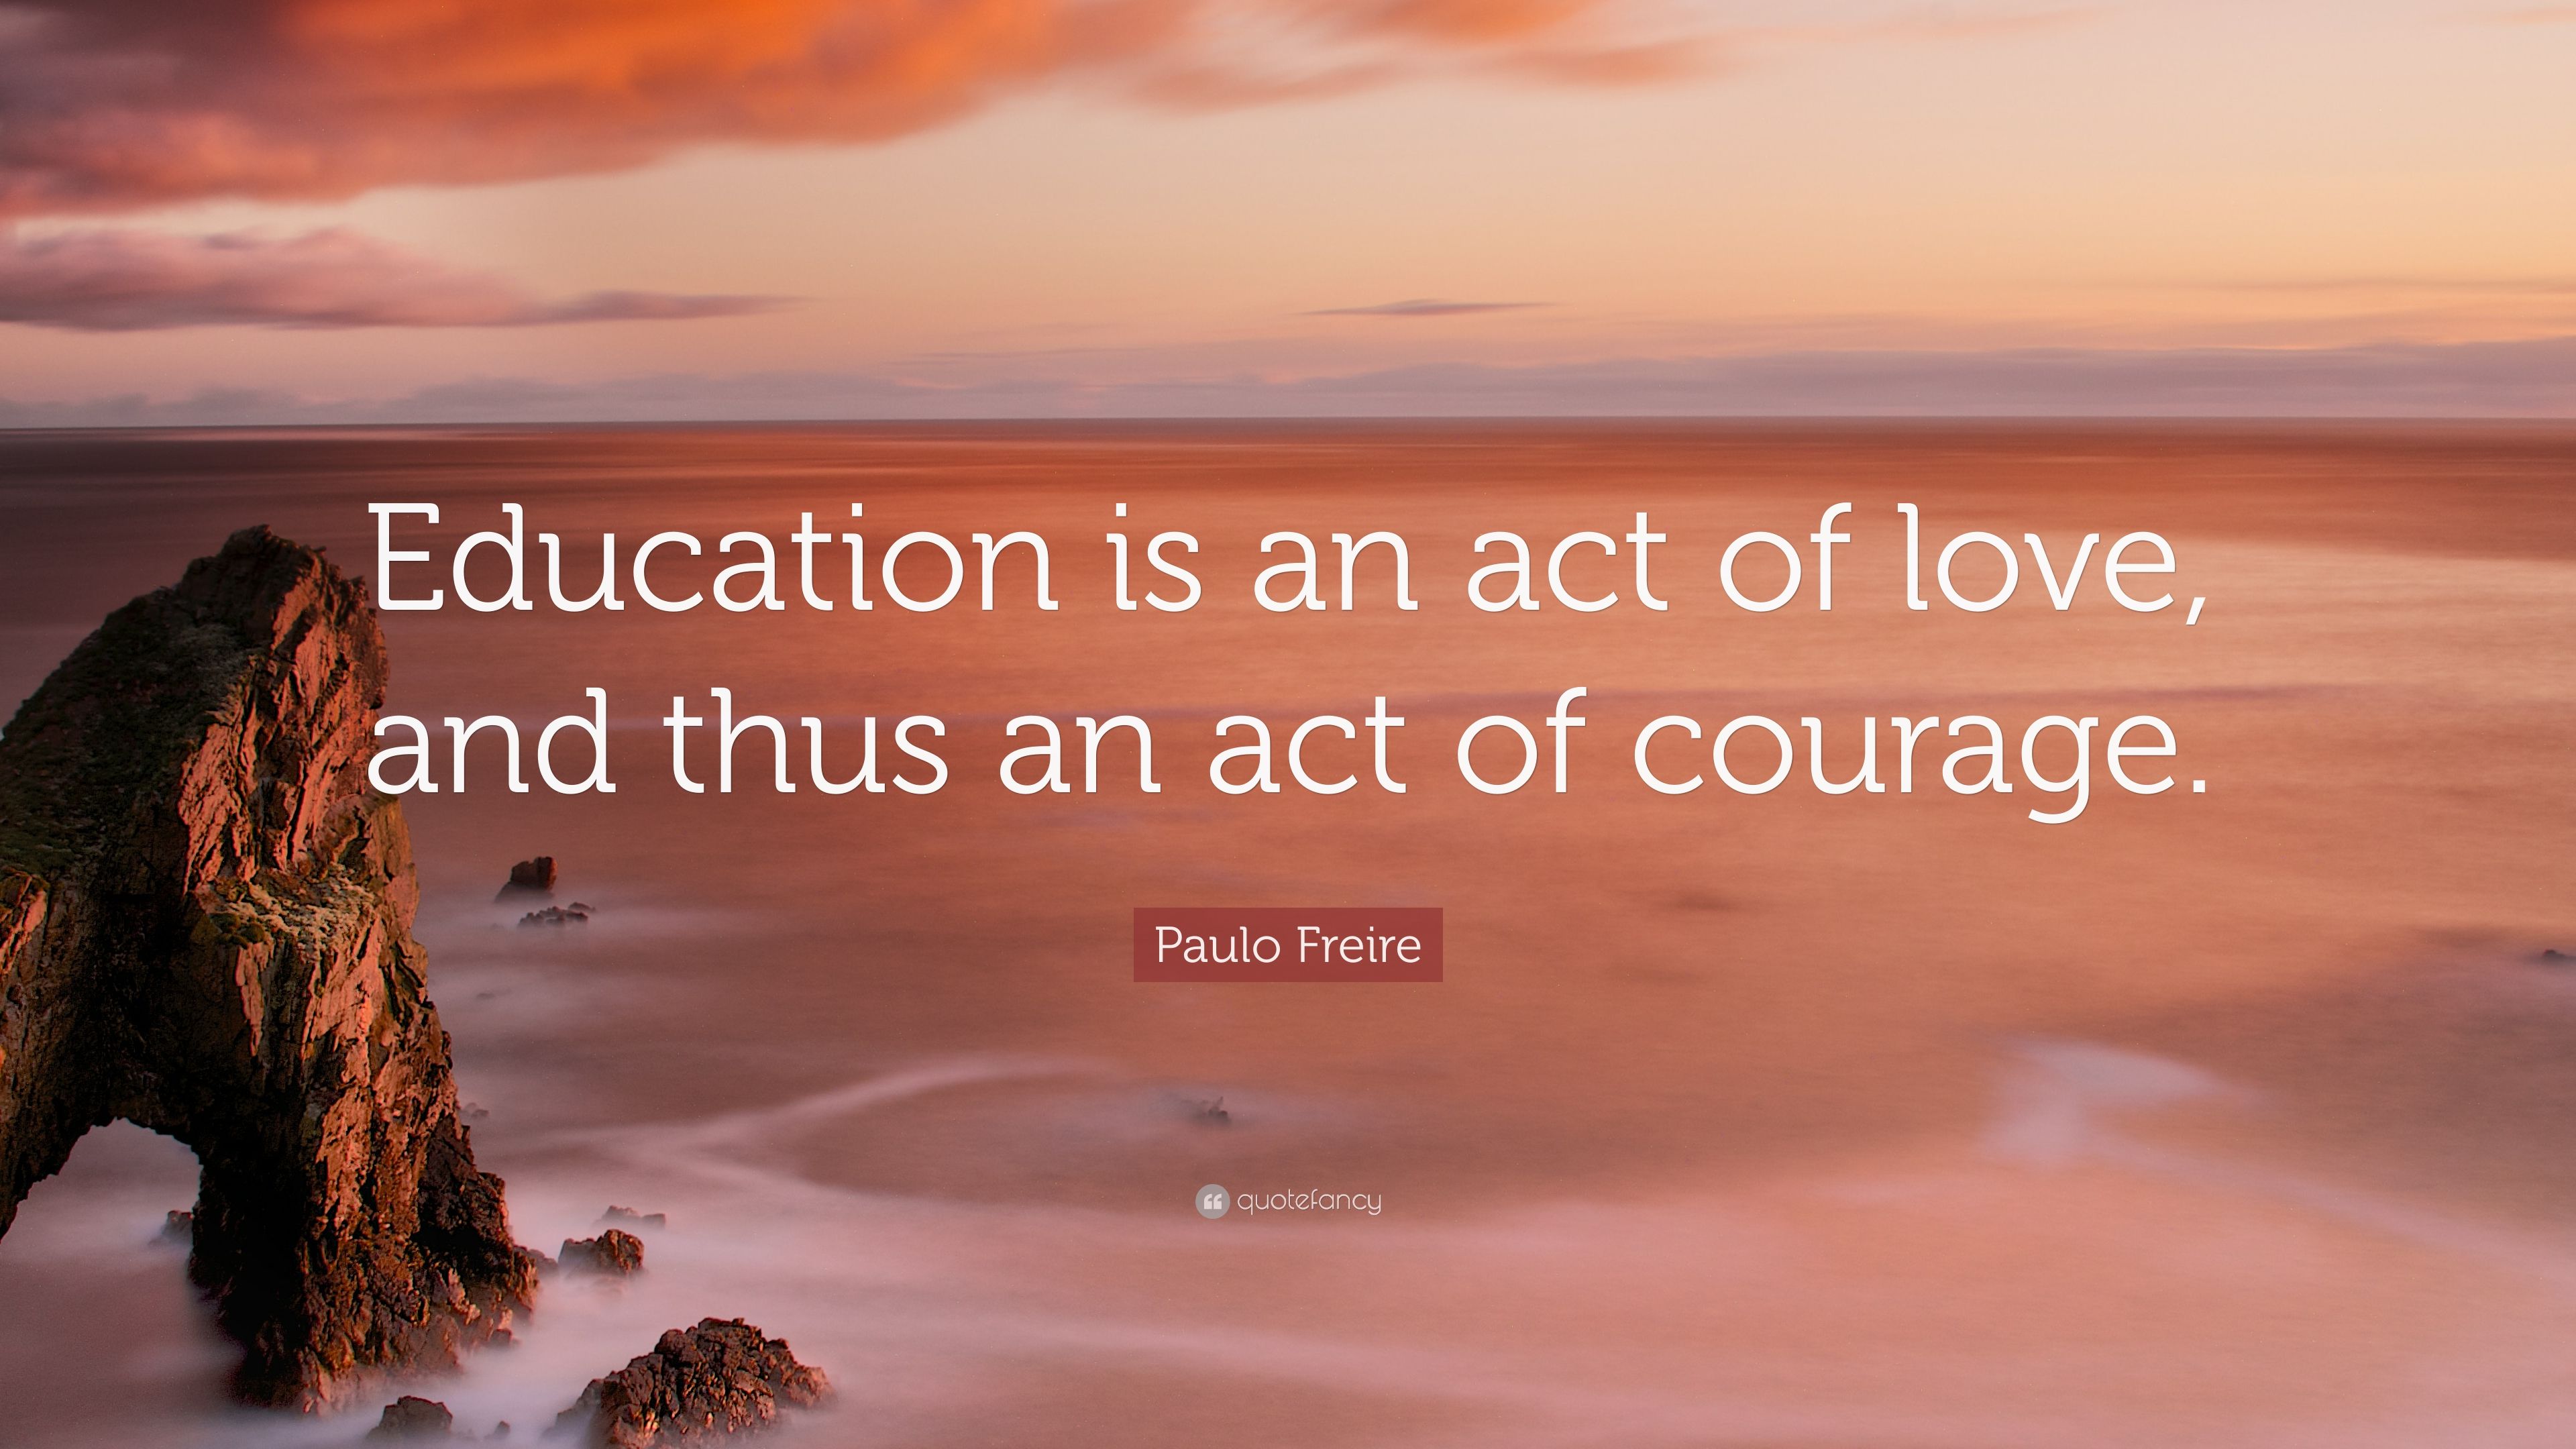 Education is an act of love,
and thus an act of courage.
Paulo Freire
quotefancy